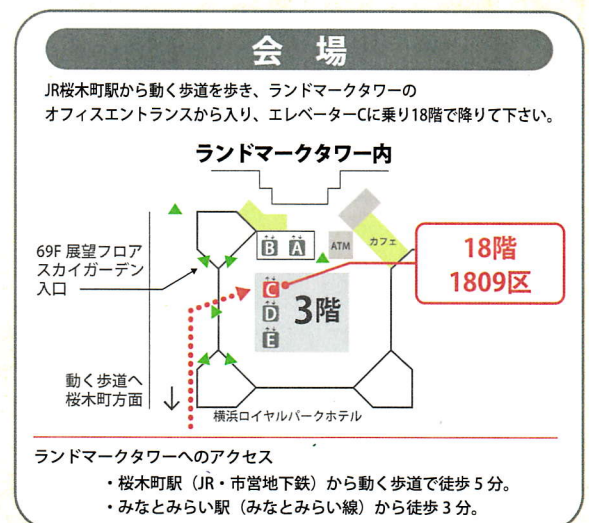 会場
JR桜木町駅から動く歩道を歩き、ランドマークタワーの
オフィスエントランスから入り、エレベーターCに乗り18階で降りて下さい。
ランドマークタワー内
69F 展望フロア
スカイガーデン
入口
B A
ATM
カフェ
18階
1809区
C
D
E
3階
動く歩道へ
桜木町方面
横浜ロイヤルパークホテル
ランドマークタワーへのアクセス
・桜木町駅（JR・市営地下鉄）から動く歩道で徒歩5分。
・みなとみらい駅（みなとみらい線）から徒歩3分。